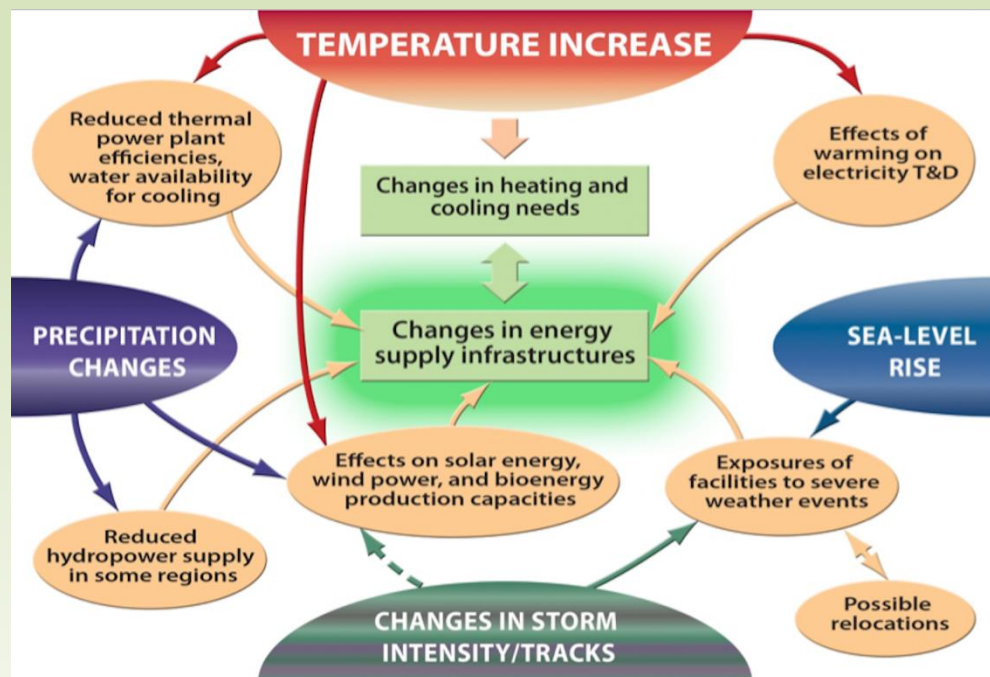 TEMPERATURE INCREASE
Reduced thermal
power plant
efficiencies,
water availability
for cooling
Effects of
warming on
electricity T&D
Changes in heating and
cooling needs
PRECIPITATION
CHANGES
Changes in energy
supply infrastructures
SEA-LEVEL
RISE
Effects on solar energy,
wind power, and bioenergy
production capacities
Exposures of
facilities to severe
weather events
Reduced
hydropower supply
in some regions
CHANGES IN STORM
INTENSITY/TRACKS
Possible
relocations